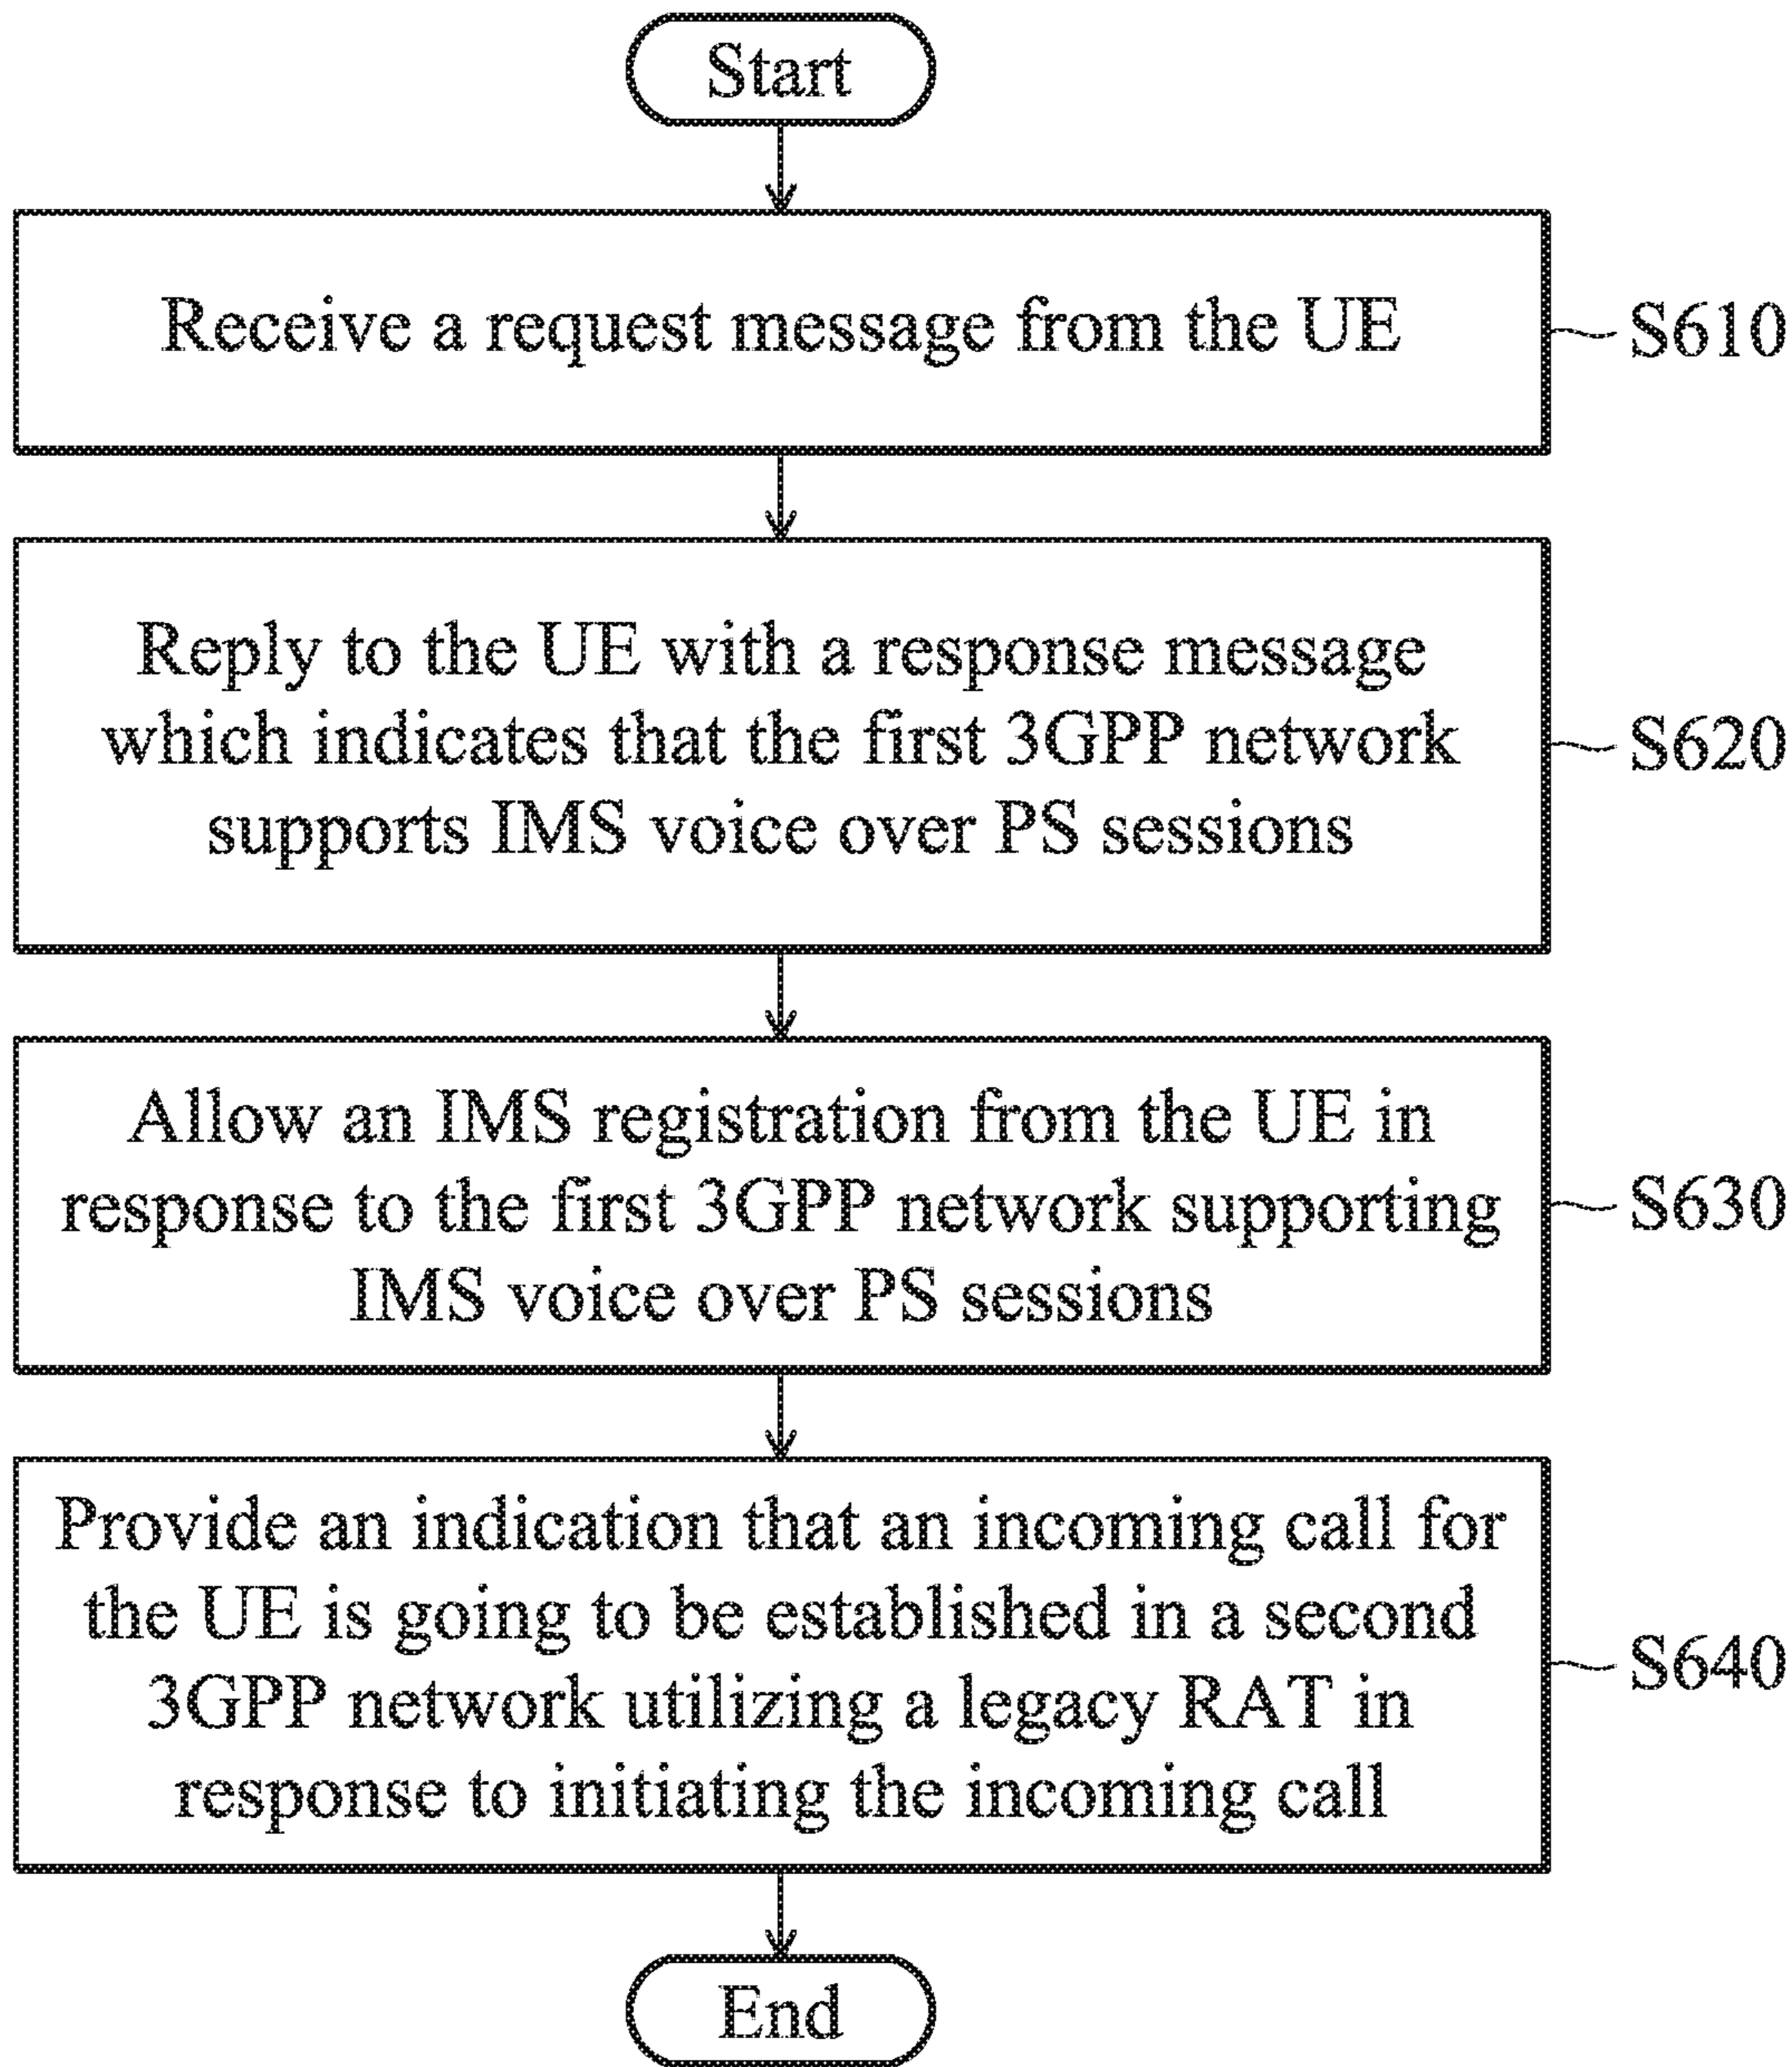 Start
Receive a request message from the UE
S610
Reply to the UE with a response message
which indicates that the first 3GPP network
supports IMS voice over PS sessions
S620
Allow an IMS registration from the UE in
response to the first 3GPP network supporting
IMS voice over PS sessions
S630
Provide an indication that an incoming call for
the UE is going to be established in a second
3GPP network utilizing a legacy RAT in
response to initiating the incoming call
S640
End